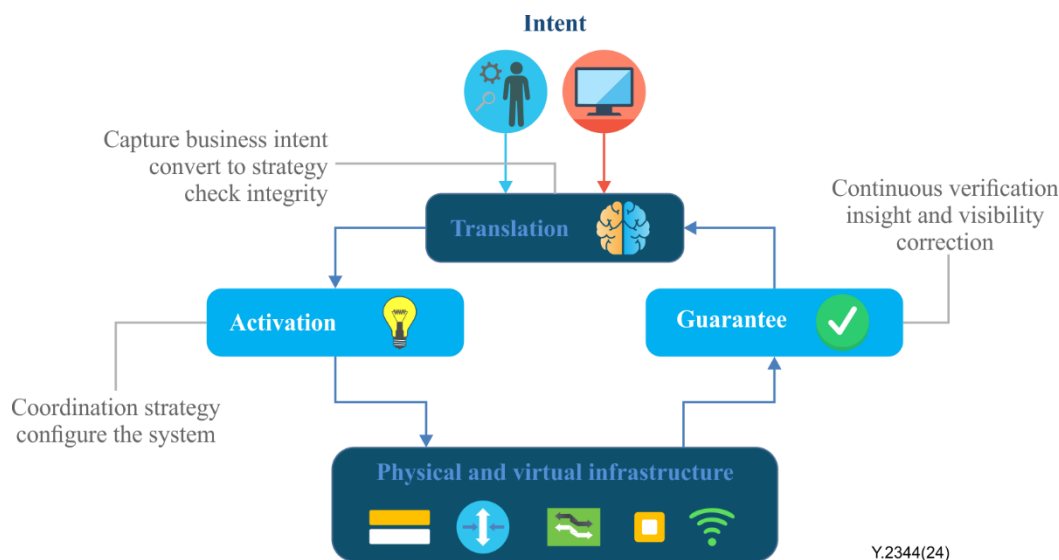 Intent
Capture business intent
convert to strategy
check integrity
Translation
Continuous verification
insight and visibility
correction
Activation
Guarantee
Coordination strategy
configure the system
Physical and virtual infrastructure
Y.2344(24)